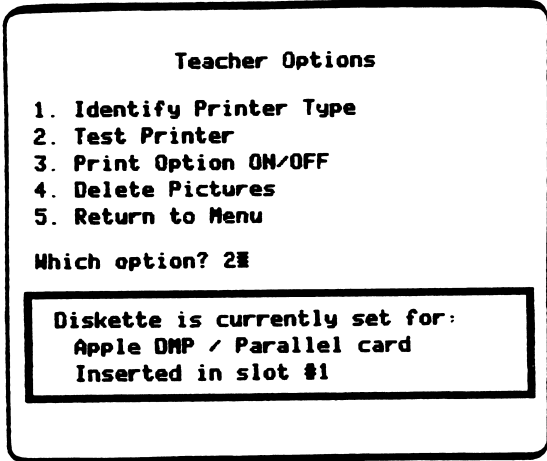 Teacher Options
1. Identify Printer Type
2. Test Printer
3. Print Option ON/OFF
4. Delete Pictures
5. Return to Menu
Which option? 2
Diskette is currently set for:
Apple DMP / Parallel card
Inserted in slot #1